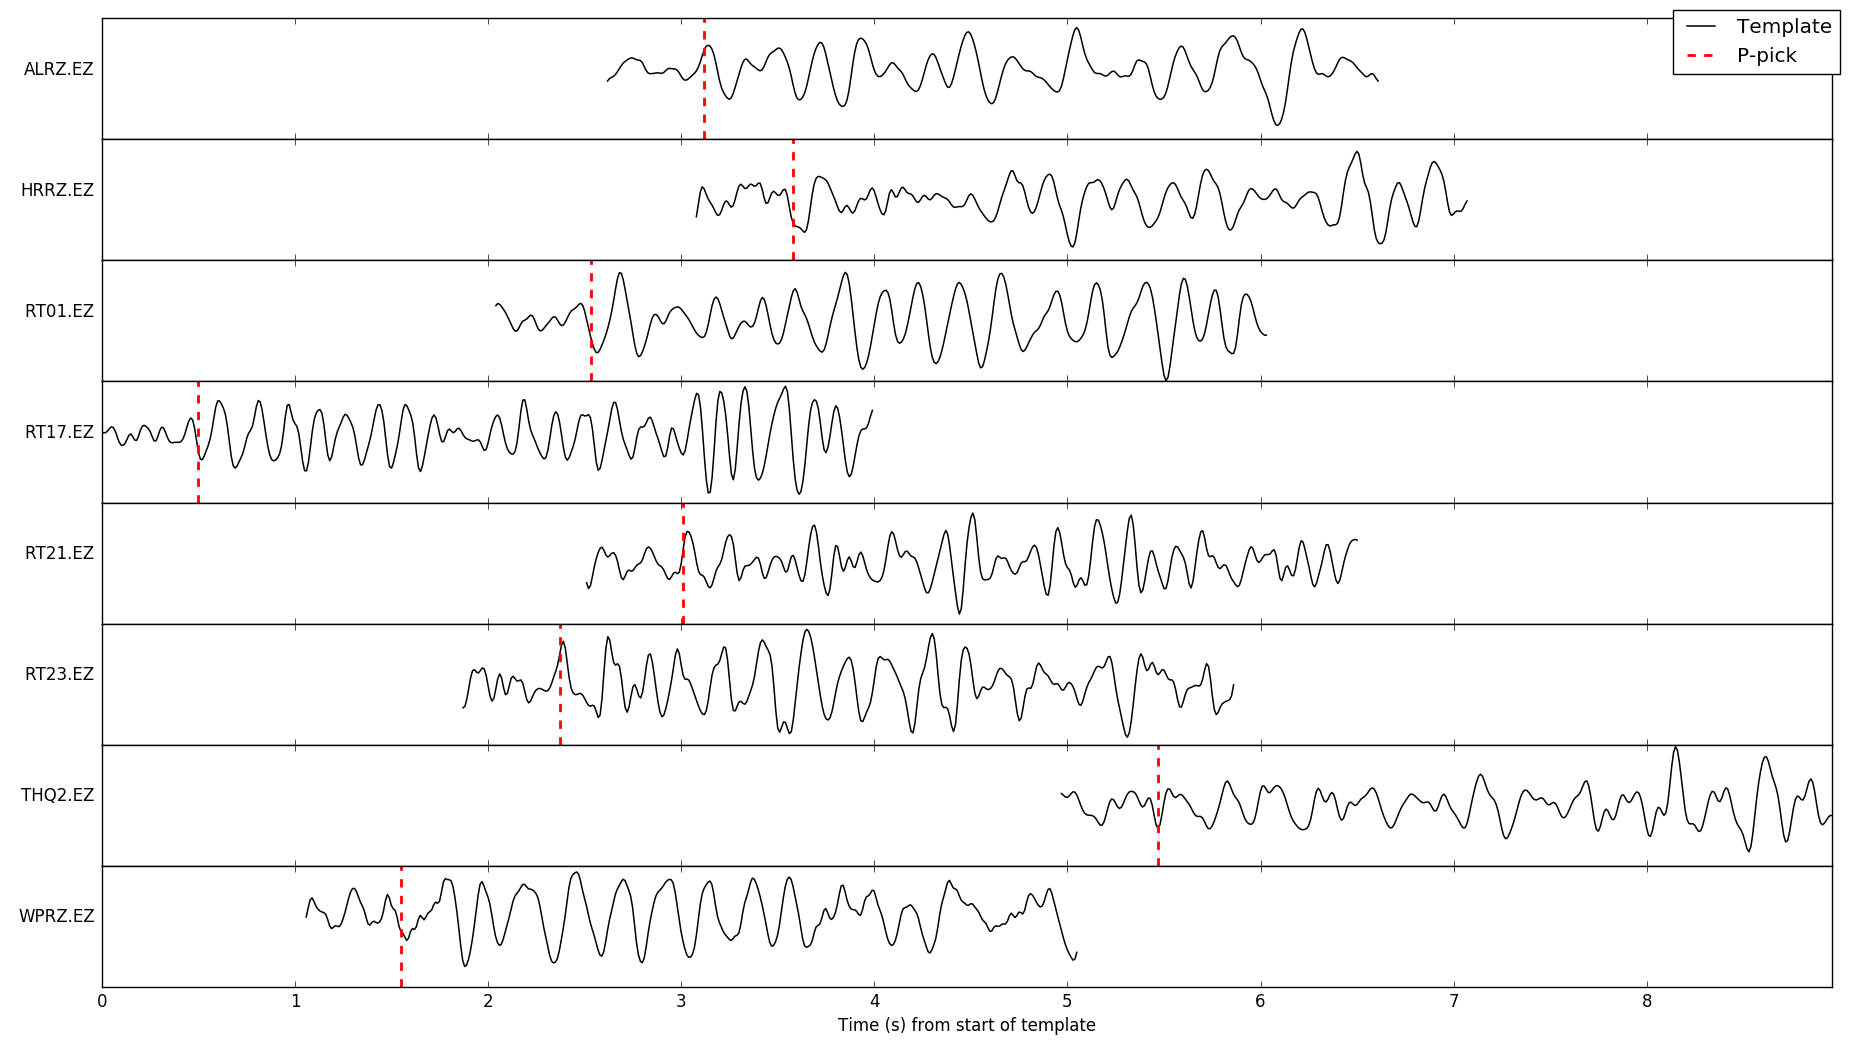 Template
P-pick
ALRZ.EZ
HRRZ.EZ
RT01.EZ
RT17.EZ
RT21.EZ
RT23.EZ
THQ2.EZ
WPRZ.EZ
0 1 2 3 4 5 6 7 8
Time (s) from start of template